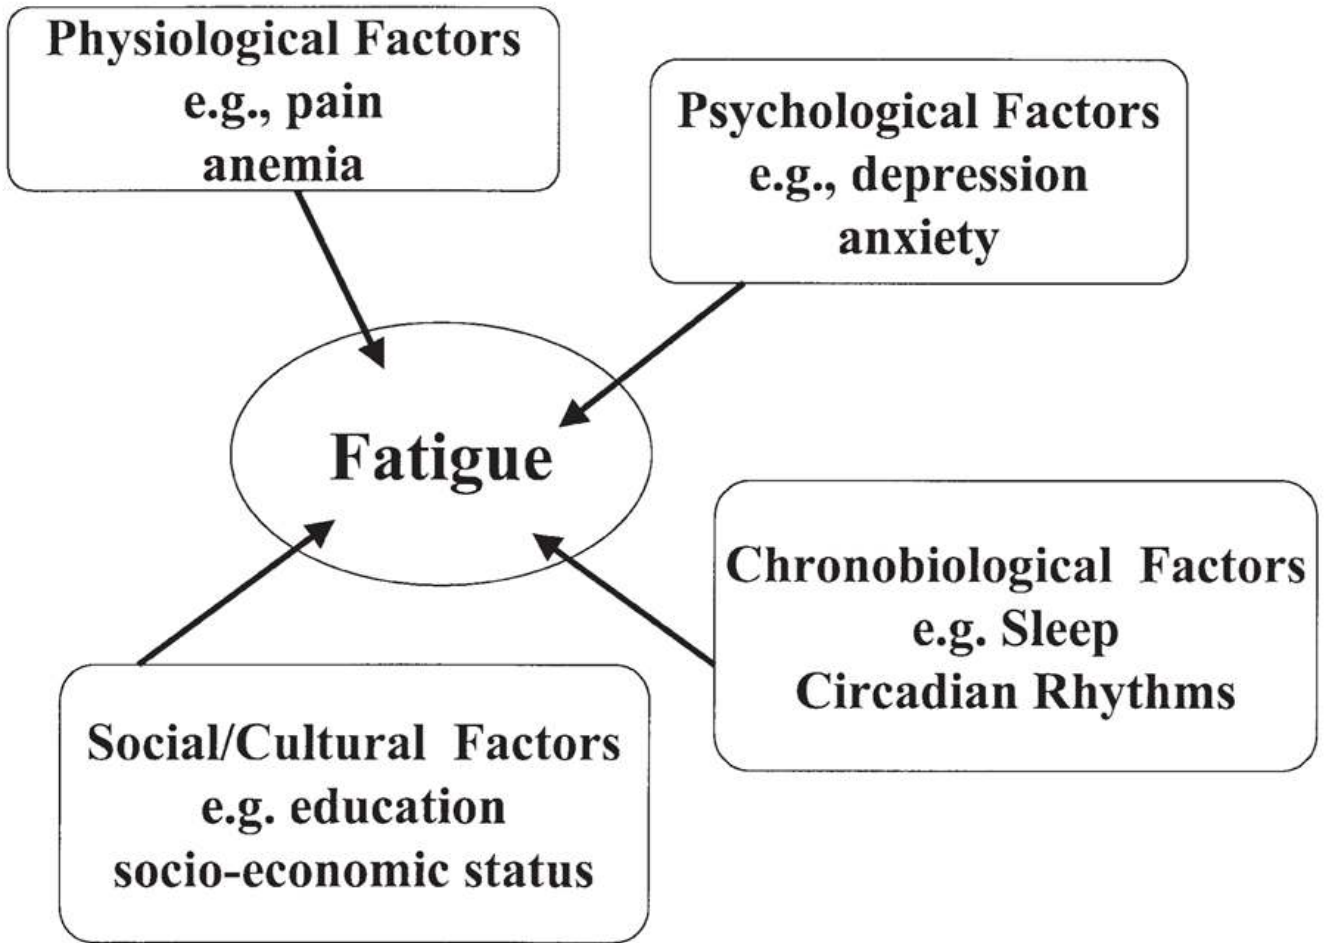 Physiological Factors
e.g., pain
anemia
Psychological Factors
e.g., depression
anxiety
Fatigue
Chronobiological Factors
e.g. Sleep
Circadian Rhythms
Social/Cultural Factors
e.g. education
socio-economic status